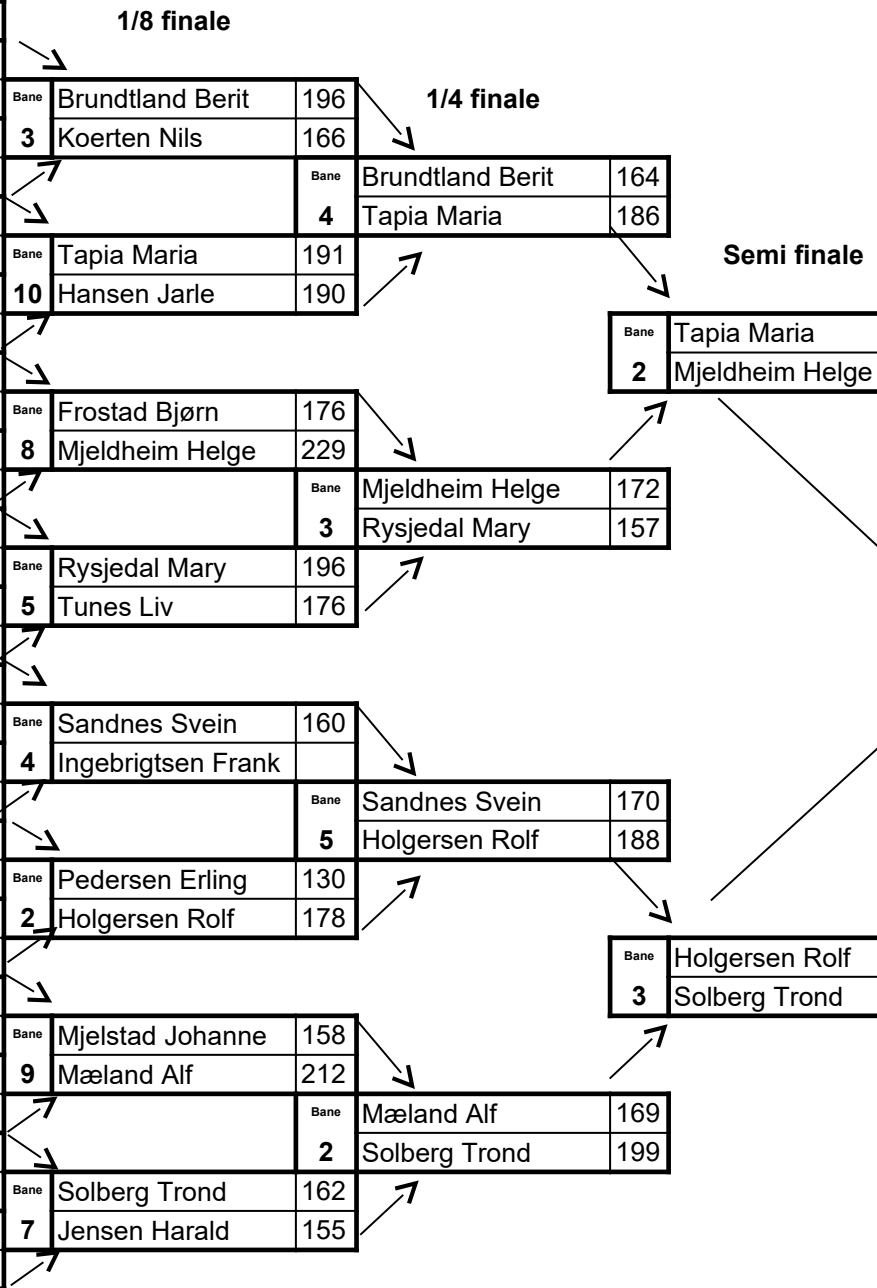 1/8 finale
Bane Brundtland Berit 196
3 Koerten Nils 166
1/4 finale
Bane Brundtland Berit 164
4 Tapia Maria 186
Bane Tapia Maria 191
10 Hansen Jarle 190
Semi finale
Bane Tapia Maria
2 Mjeldheim Helge
Bane Frostad Bjørn 176
8 Mjeldheim Helge 229
Bane Mjeldheim Helge 172
3 Rysjedal Mary 157
Bane Rysjedal Mary 196
5 Tunes Liv 176
Bane Sandnes Svein 160
4 Ingebrigtsen Frank
Bane Sandnes Svein 170
5 Holgersen Rolf 188
Bane Pedersen Erling 130
2 Holgersen Rolf 178
Bane Holgersen Rolf
3 Solberg Trond
Bane Mjelstad Johanne 158
9 Mæland Alf 212
Bane Mæland Alf 169
2 Solberg Trond 199
Bane Solberg Trond 162
7 Jensen Harald 155